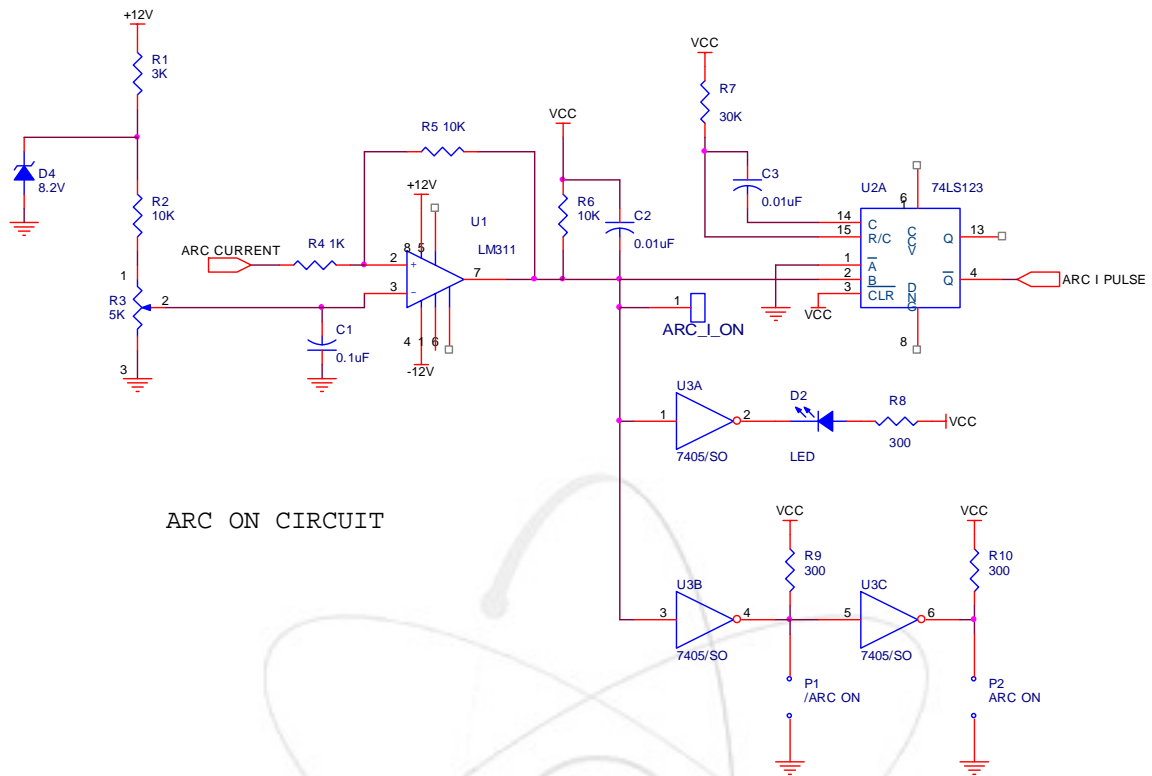 +12V
R1
3K
D4
8.2V
R2
10K
1
R3
5K
2
3
ARC CURRENT
R4 1K
R5 10K
C1
0.1uF
+12V
8
5
U1
LM311
2
+
3
-
7
4
1
6
-12V
VCC
R6
10K
C2
0.01uF
1
ARC_I_ON
VCC
R7
30K
C3
0.01uF
U2A
74LS123
6
1
14
C
15
R/C
VCC
Q
13
1
A
2
B
3
CLR
GND
Q
4
8
VCC
ARC I PULSE
U3A
1
2
7405/SO
D2
LED
R8
300
VCC
ARC ON CIRCUIT
U3B
3
4
7405/SO
VCC
R9
300
P1
/ARC ON
U3C
5
6
7405/SO
VCC
R10
300
P2
ARC ON